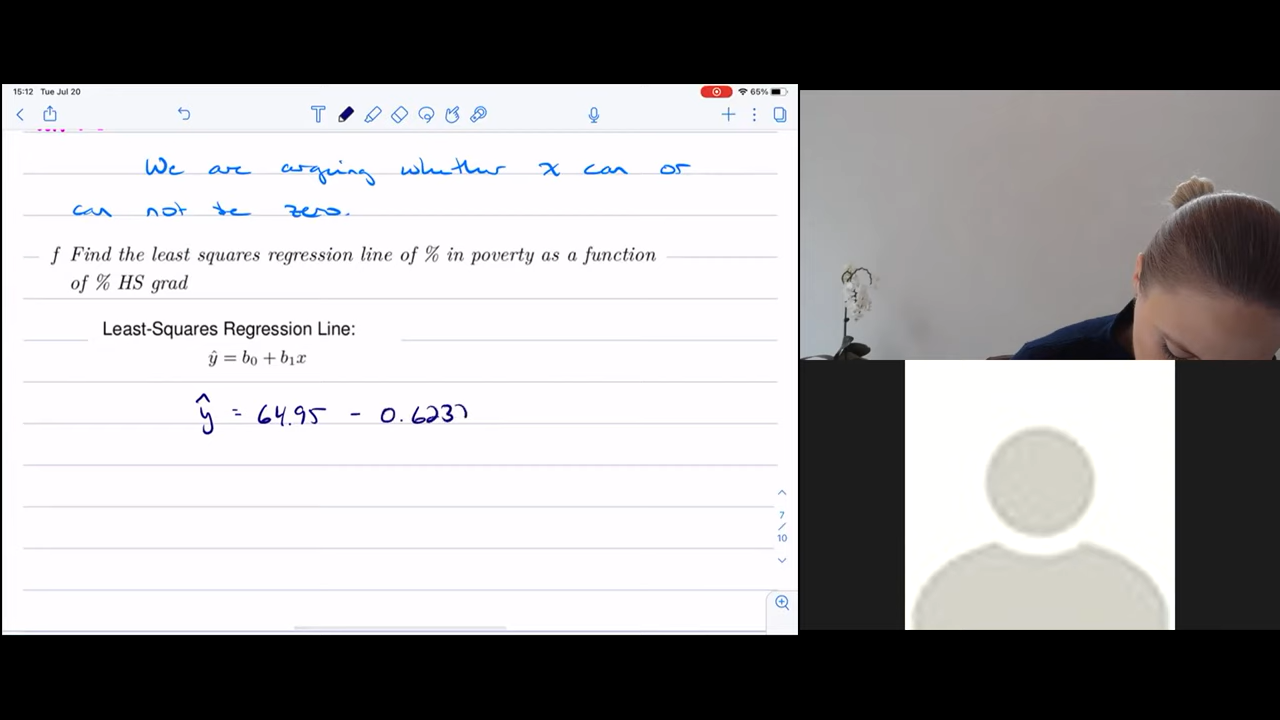 15:12 Tue Jul 20
65%
We are arguing whether x can or
can not be zero.
f Find the least squares regression line of % in poverty as a function
of % HS grad
Least-Squares Regression Line:
ŷ = b₀ + b₁x
ŷ = 64.95 - 0.623
7
/
10